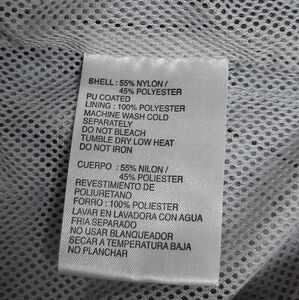 SHELL : 55% NYLON /
45% POLYESTER
PU COATED
LINING : 100% POLYESTER
MACHINE WASH COLD
SEPARATELY
DO NOT BLEACH
TUMBLE DRY LOW HEAT
DO NOT IRON
CUERPO : 55% NILON /
45% POLIESTER
REVESTIMENTO DE
POLIURETANO
FORRO : 100% POLIESTER
LAVAR EN LAVADORA CON AGUA
FRIA SEPARADO
NO USAR BLANQUEADOR
SECAR A TEMPERATURA BAJA
NO PLANCHAR